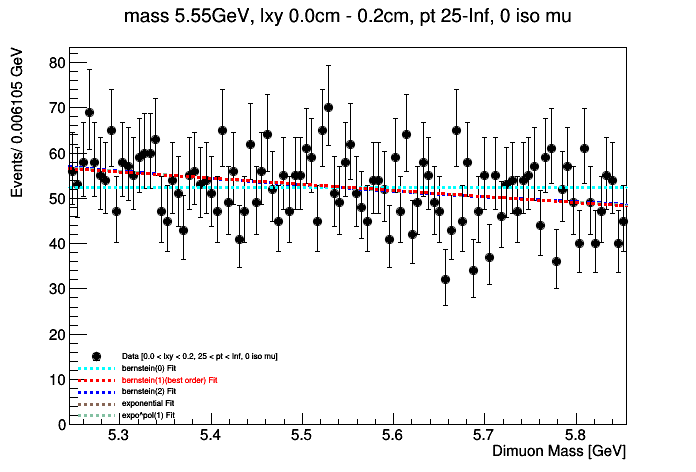 mass 5.55GeV, lxy 0.0cm - 0.2cm, pt 25-Inf, 0 iso mu
Events/ 0.006105 GeV
80
70
60
50
40
30
20
10
0
Data [0.0 < lxy < 0.2, 25 < pt < Inf, 0 iso mu]
bernstein(0) Fit
bernstein(1)(best order) Fit
bernstein(2) Fit
exponential Fit
expo*pol(1) Fit
5.3 5.4 5.5 5.6 5.7 5.8
Dimuon Mass [GeV]